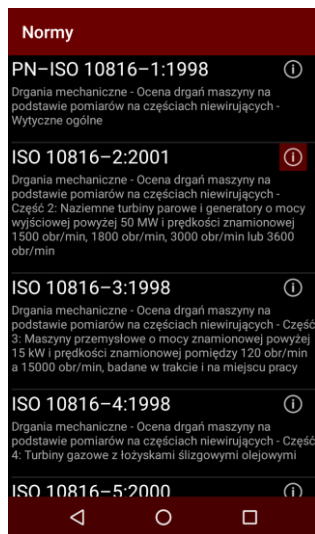 Normy
PN–ISO 10816–1:1998
Drgania mechaniczne - Ocena drgań maszyny na
podstawie pomiarów na częściach niewirujących -
Wytyczne ogólne
ISO 10816–2:2001
Drgania mechaniczne - Ocena drgań maszyny na
podstawie pomiarów na częściach niewirujących -
Część 2: Naziemne turbiny parowe i generatory o mocy
wyjściowej powyżej 50 MW i prędkości znamionowej
1500 obr/min, 1800 obr/min, 3000 obr/min lub 3600
obr/min
ISO 10816–3:1998
Drgania mechaniczne - Ocena drgań maszyny na
podstawie pomiarów na częściach niewirujących - Część
3: Maszyny przemysłowe o mocy znamionowej powyżej
15 kW i prędkości znamionowej pomiędzy 120 obr/min
a 15000 obr/min, badane w trakcie i na miejscu pracy
ISO 10816–4:1998
Drgania mechaniczne - Ocena drgań maszyny na
podstawie pomiarów na częściach niewirujących - Część
4: Turbiny gazowe z łożyskami ślizgowymi olejowymi
ISO 10816–5:2000